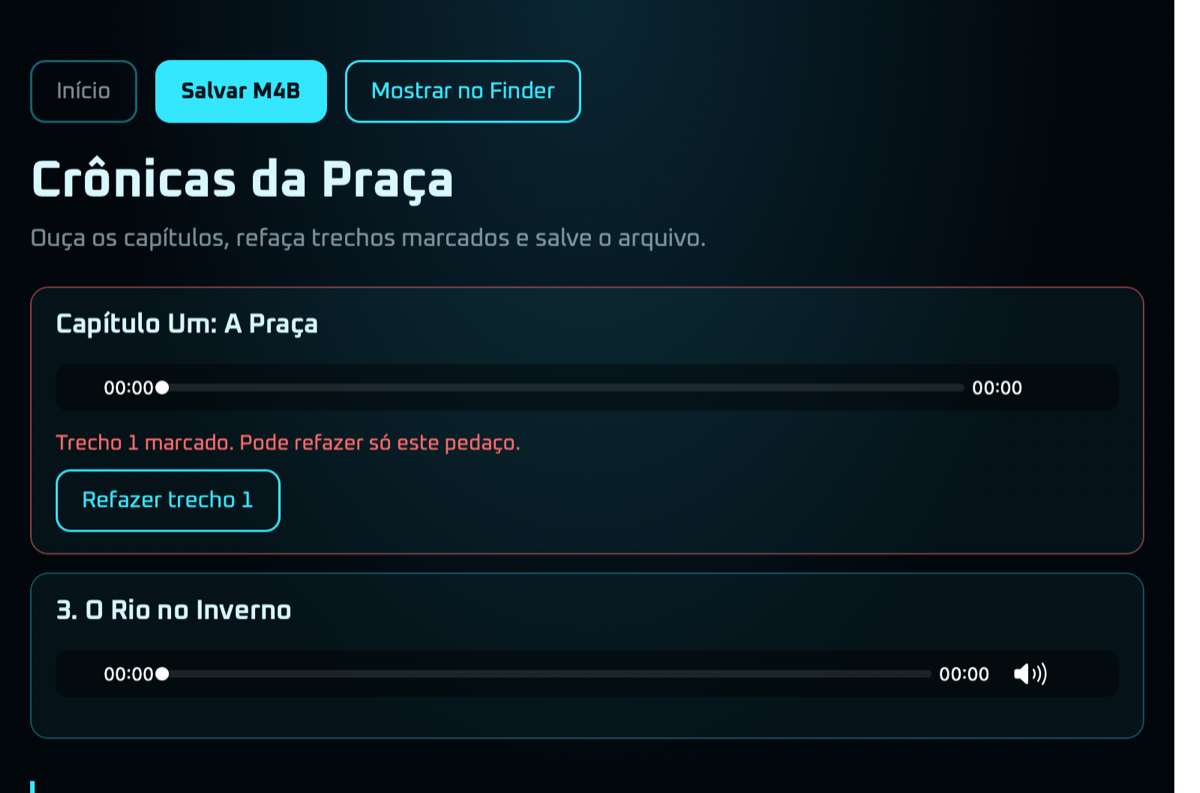 Início
Salvar M4B
Mostrar no Finder
Crônicas da Praça
Ouça os capítulos, refaça trechos marcados e salve o arquivo.
Capítulo Um: A Praça
00:00
00:00
Trecho 1 marcado. Pode refazer só este pedaço.
Refazer trecho 1
3. O Rio no Inverno
00:00
00:00